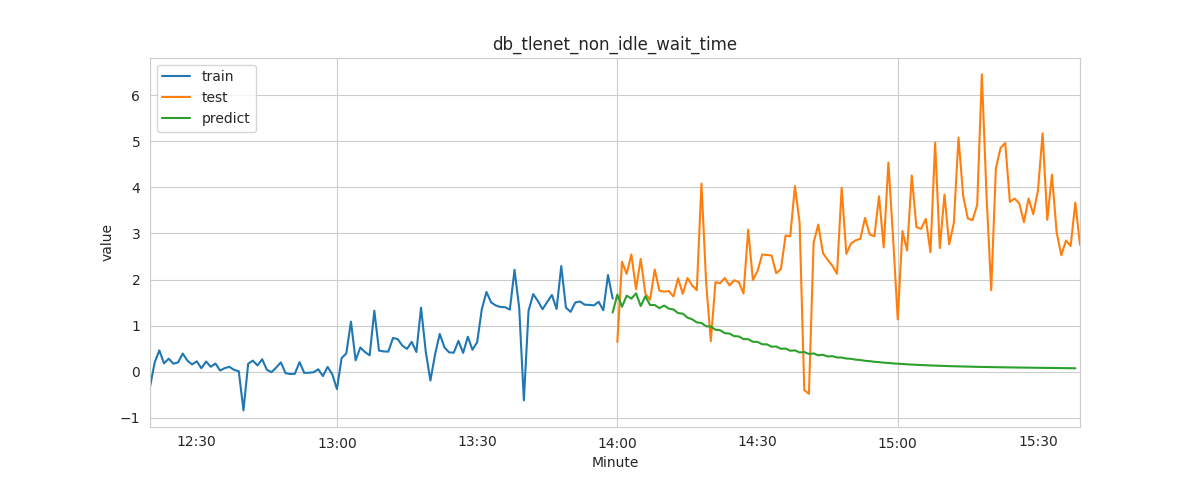 db_tlenet_non_idle_wait_time
train
test
predict
value
6
5
4
3
2
1
0
−1
12:30
13:00
13:30
14:00
14:30
15:00
15:30
Minute